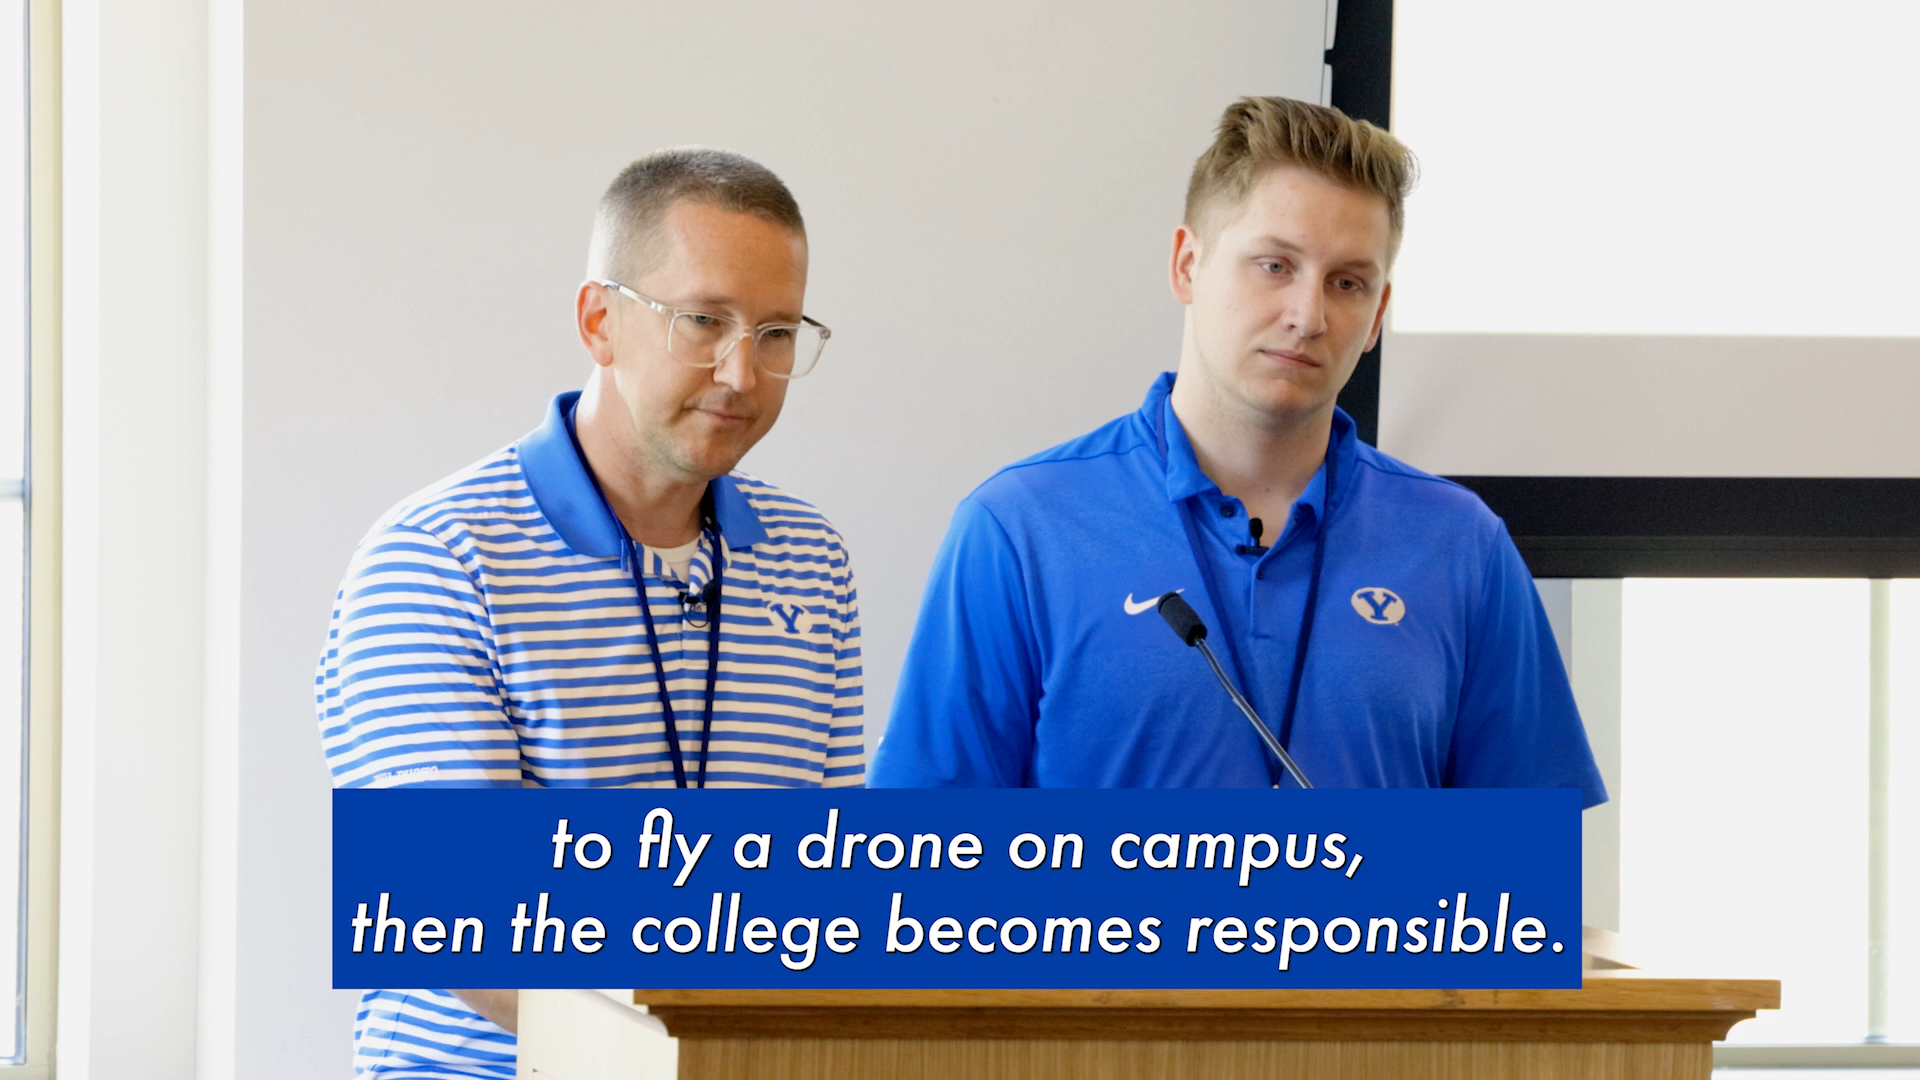 Y
Y
to fly a drone on campus,
then the college becomes responsible.